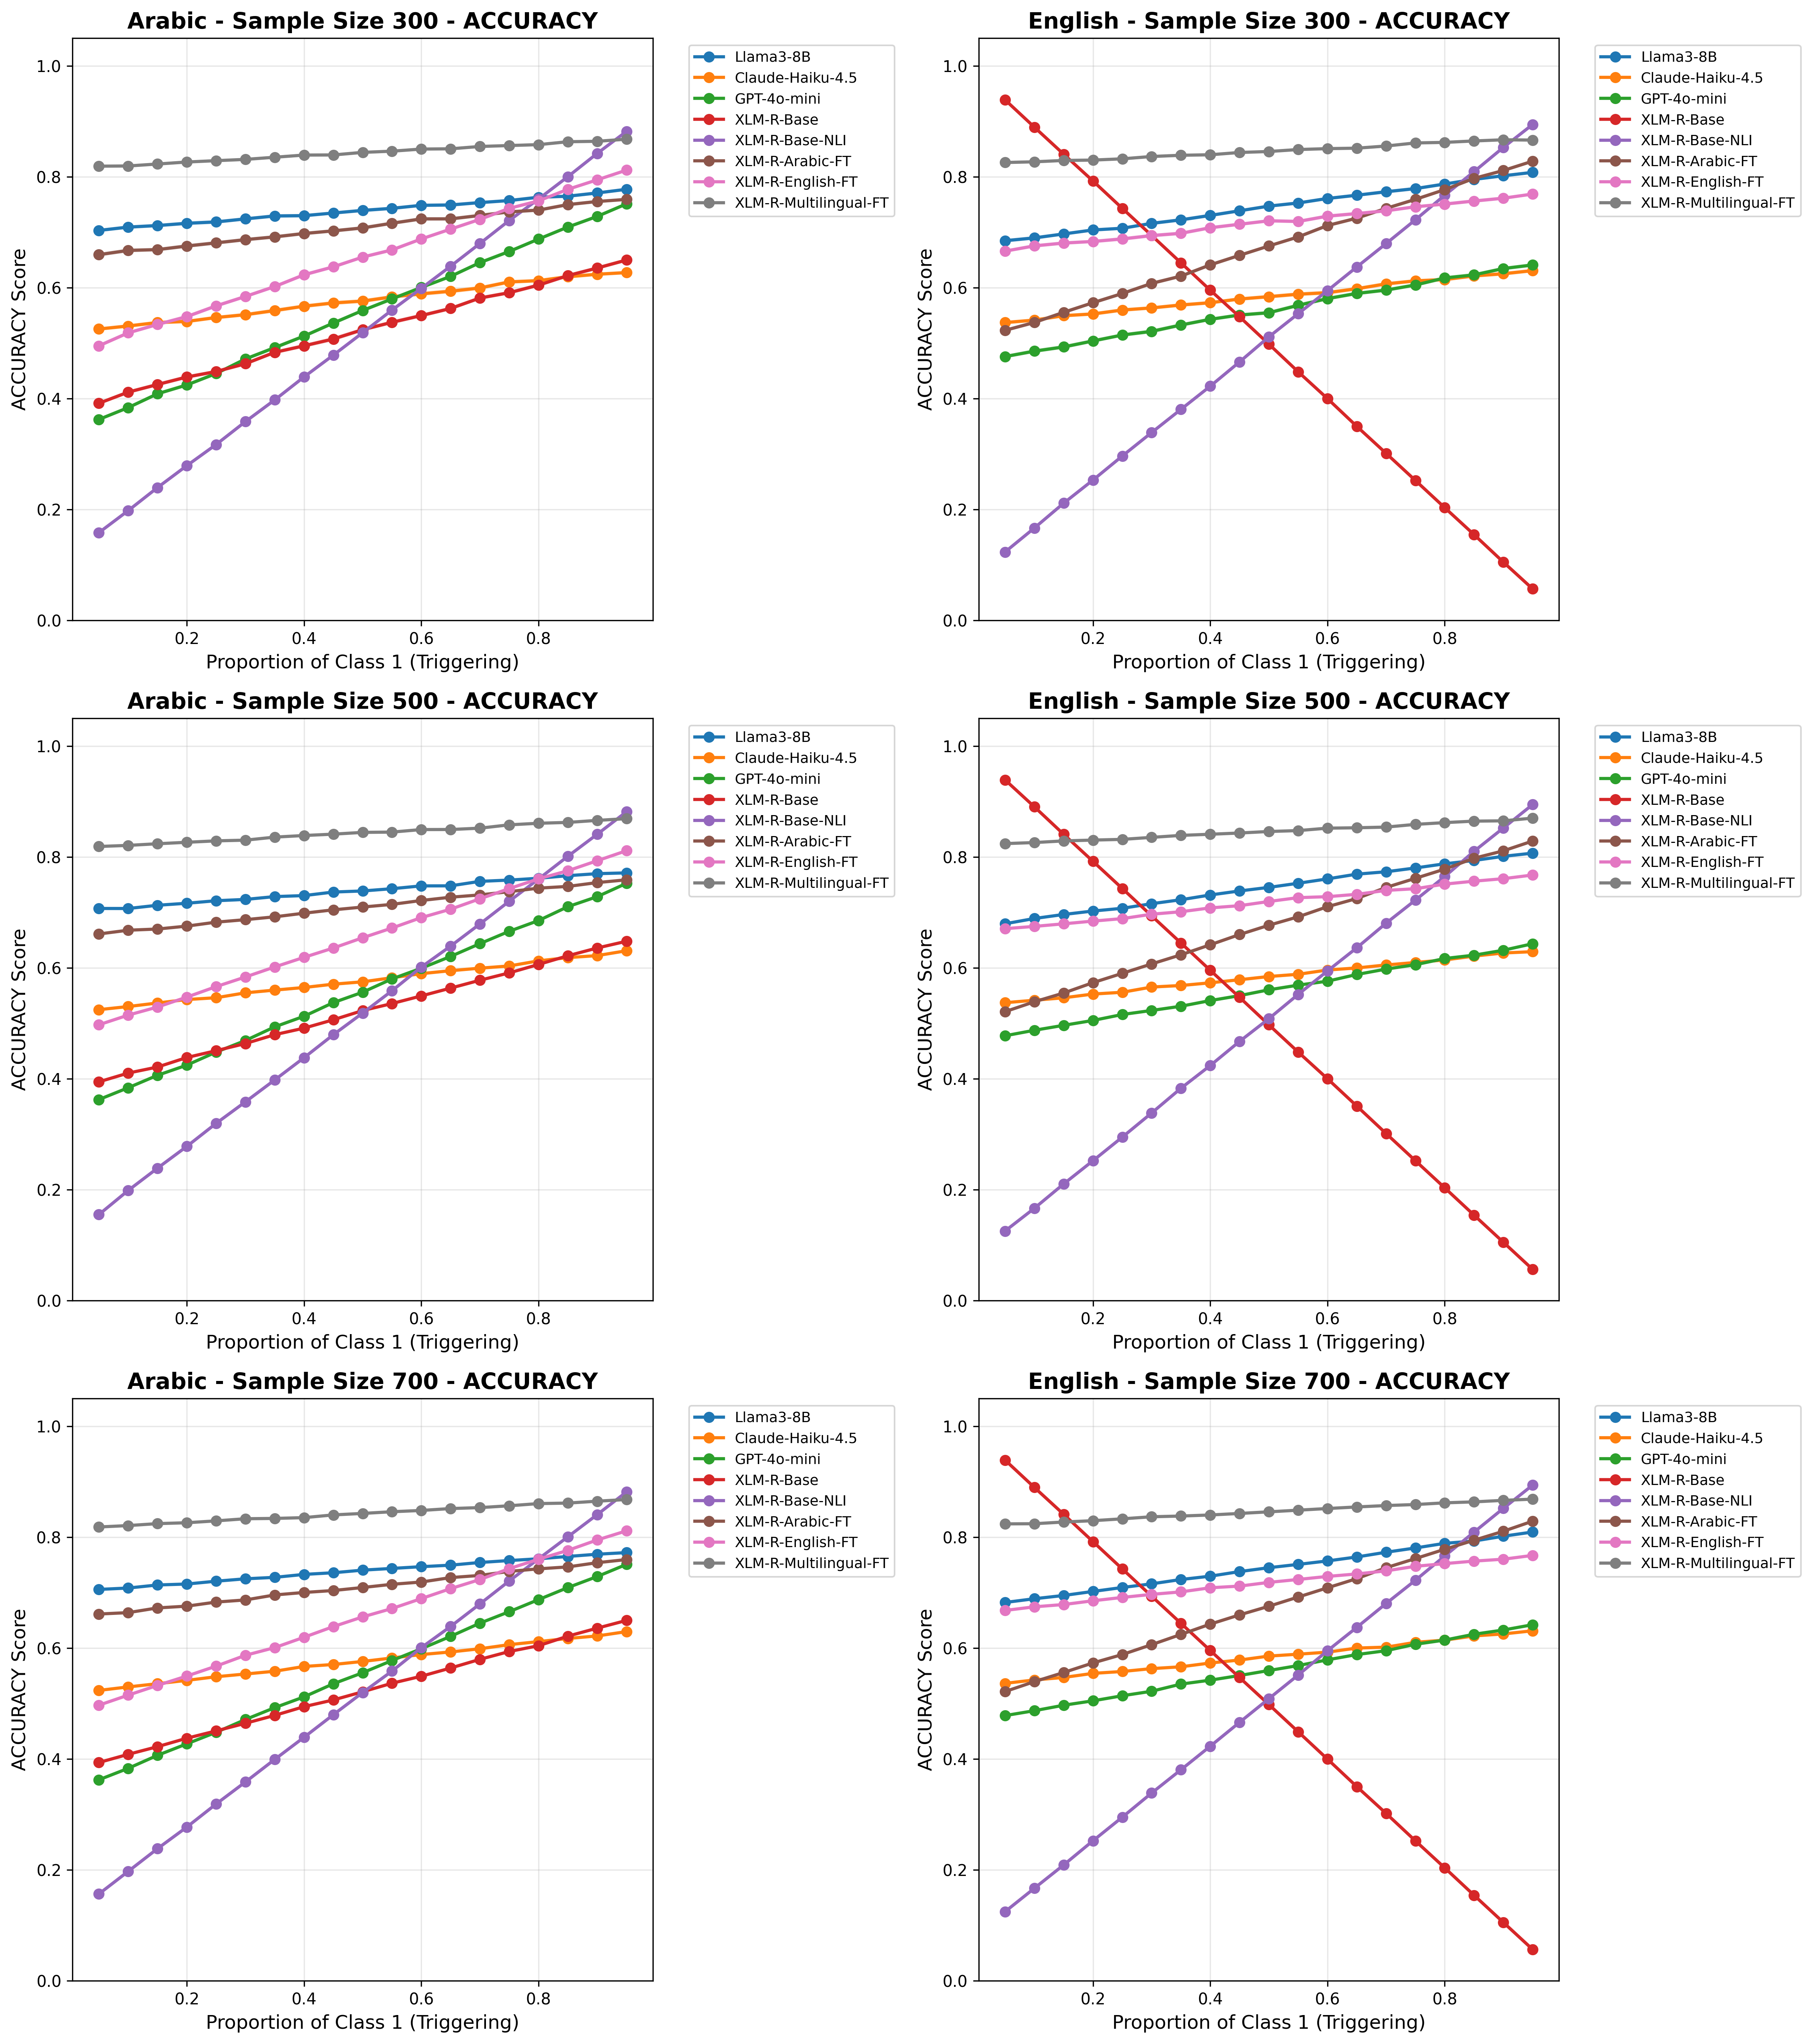 Arabic - Sample Size 300 - ACCURACY
ACCURACY Score
1.0
0.8
0.6
0.4
0.2
0.0
0.2 0.4 0.6 0.8
Proportion of Class 1 (Triggering)
Llama3-8B
Claude-Haiku-4.5
GPT-4o-mini
XLM-R-Base
XLM-R-Base-NLI
XLM-R-Arabic-FT
XLM-R-English-FT
XLM-R-Multilingual-FT
English - Sample Size 300 - ACCURACY
ACCURACY Score
1.0
0.8
0.6
0.4
0.2
0.0
0.2 0.4 0.6 0.8
Proportion of Class 1 (Triggering)
Llama3-8B
Claude-Haiku-4.5
GPT-4o-mini
XLM-R-Base
XLM-R-Base-NLI
XLM-R-Arabic-FT
XLM-R-English-FT
XLM-R-Multilingual-FT
Arabic - Sample Size 500 - ACCURACY
ACCURACY Score
1.0
0.8
0.6
0.4
0.2
0.0
0.2 0.4 0.6 0.8
Proportion of Class 1 (Triggering)
Llama3-8B
Claude-Haiku-4.5
GPT-4o-mini
XLM-R-Base
XLM-R-Base-NLI
XLM-R-Arabic-FT
XLM-R-English-FT
XLM-R-Multilingual-FT
English - Sample Size 500 - ACCURACY
ACCURACY Score
1.0
0.8
0.6
0.4
0.2
0.0
0.2 0.4 0.6 0.8
Proportion of Class 1 (Triggering)
Llama3-8B
Claude-Haiku-4.5
GPT-4o-mini
XLM-R-Base
XLM-R-Base-NLI
XLM-R-Arabic-FT
XLM-R-English-FT
XLM-R-Multilingual-FT
Arabic - Sample Size 700 - ACCURACY
ACCURACY Score
1.0
0.8
0.6
0.4
0.2
0.0
0.2 0.4 0.6 0.8
Proportion of Class 1 (Triggering)
Llama3-8B
Claude-Haiku-4.5
GPT-4o-mini
XLM-R-Base
XLM-R-Base-NLI
XLM-R-Arabic-FT
XLM-R-English-FT
XLM-R-Multilingual-FT
English - Sample Size 700 - ACCURACY
ACCURACY Score
1.0
0.8
0.6
0.4
0.2
0.0
0.2 0.4 0.6 0.8
Proportion of Class 1 (Triggering)
Llama3-8B
Claude-Haiku-4.5
GPT-4o-mini
XLM-R-Base
XLM-R-Base-NLI
XLM-R-Arabic-FT
XLM-R-English-FT
XLM-R-Multilingual-FT